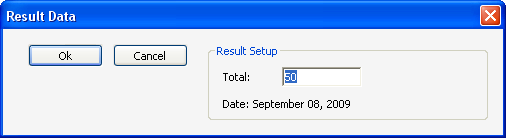 Result Data
Ok
Cancel
Result Setup
Total:
50
Date: September 08, 2009